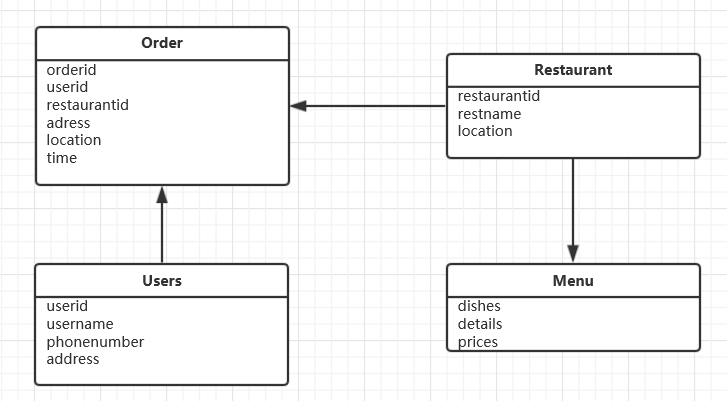 Order
orderid
userid
restaurantid
adress
location
time
Restaurant
restaurantid
restname
location
Users
userid
username
phonenumber
address
Menu
dishes
details
prices